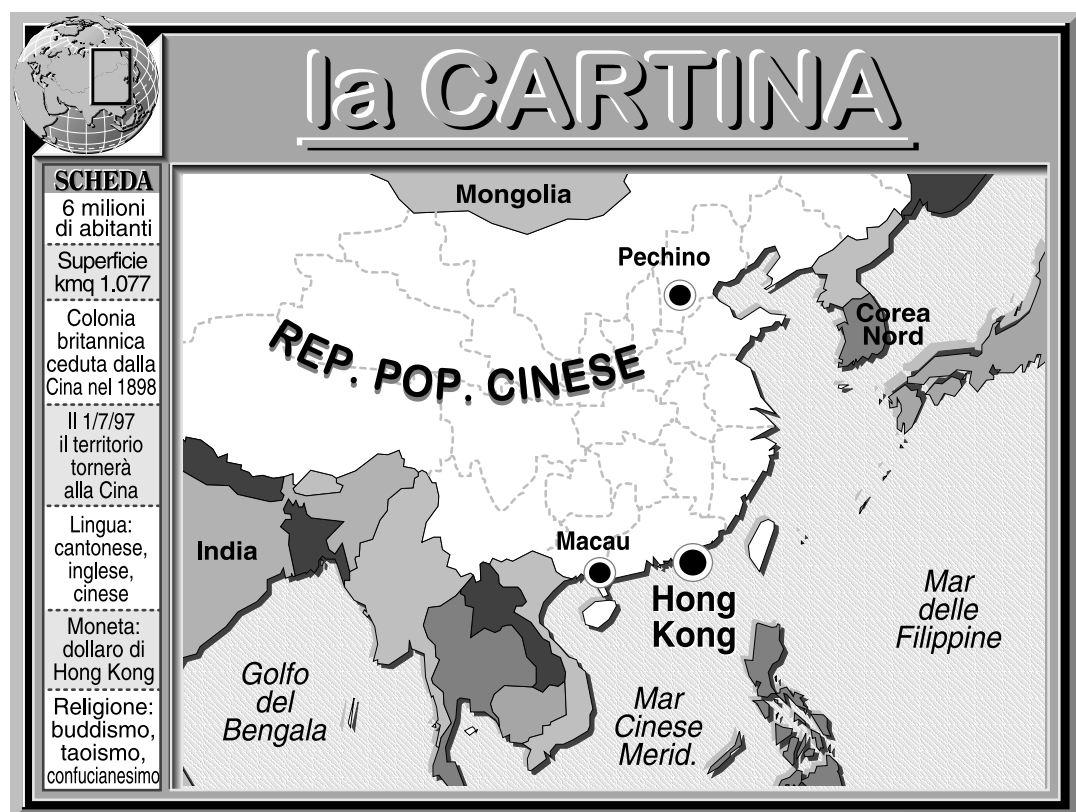 la CARTINA
SCHEDA
6 milioni
di abitanti
Superficie
kmq 1.077
Colonia
britannica
ceduta dalla
Cina nel 1898
Il 1/7/97
il territorio
tornerà
alla Cina
Lingua:
cantonese,
inglese,
cinese
Moneta:
dollaro di
Hong Kong
Religione:
buddismo,
taoismo,
confucianesimo
Mongolia
Pechino
Corea
Nord
REP. POP. CINESE
India
Macau
Hong
Kong
Mar
delle
Filippine
Golfo
del
Bengala
Mar
Cinese
Merid.